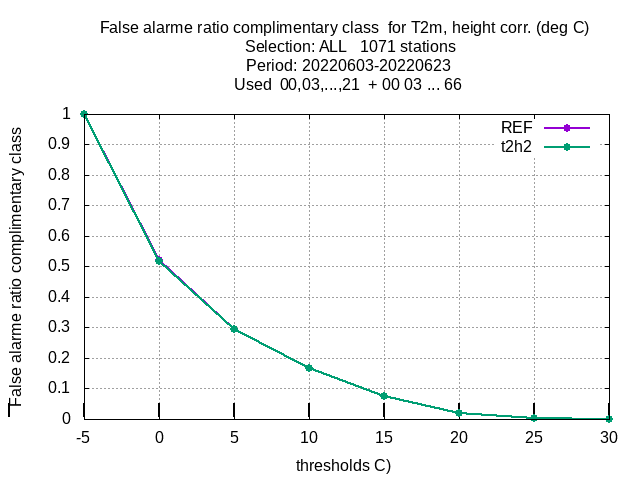 False alarme ratio complimentary class  for T2m, height corr. (deg C)
Selection: ALL   1071 stations
Period: 20220603-20220623
Used  00,03,...,21  + 00 03 ... 66
REF
t2h2
False alarme ratio complimentary class
1
0.9
0.8
0.7
0.6
0.5
0.4
0.3
0.2
0.1
0
-5 0 5 10 15 20 25 30
thresholds C)